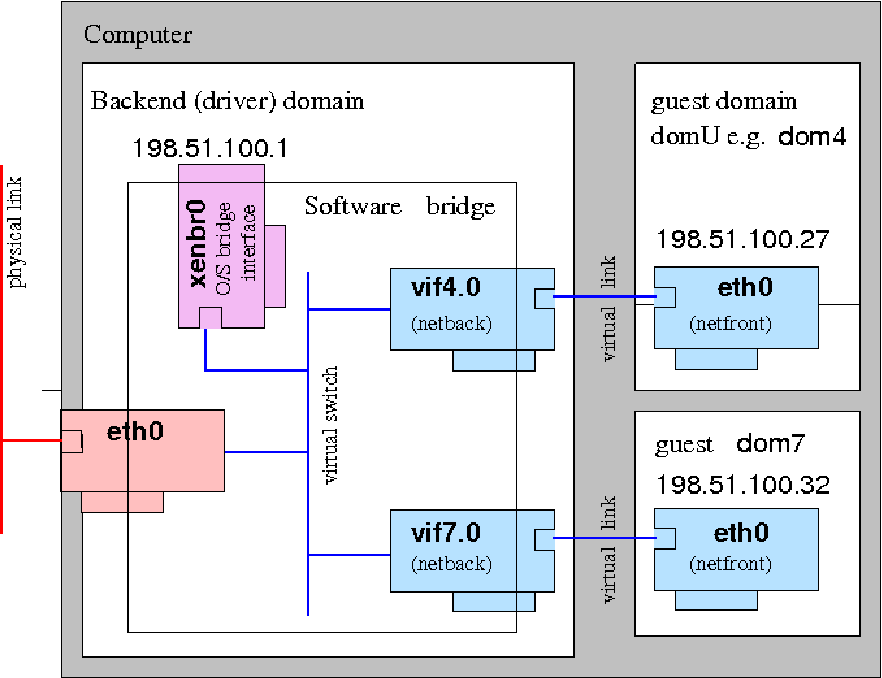 Computer
Backend (driver) domain
198.51.100.1
xenbr0
O/S bridge
interface
Software bridge
physical link
eth0
virtual switch
vif4.0
(netback)
vif7.0
(netback)
virtual link
virtual link
guest domain
domU e.g. dom4
198.51.100.27
eth0
(netfront)
guest dom7
198.51.100.32
eth0
(netfront)